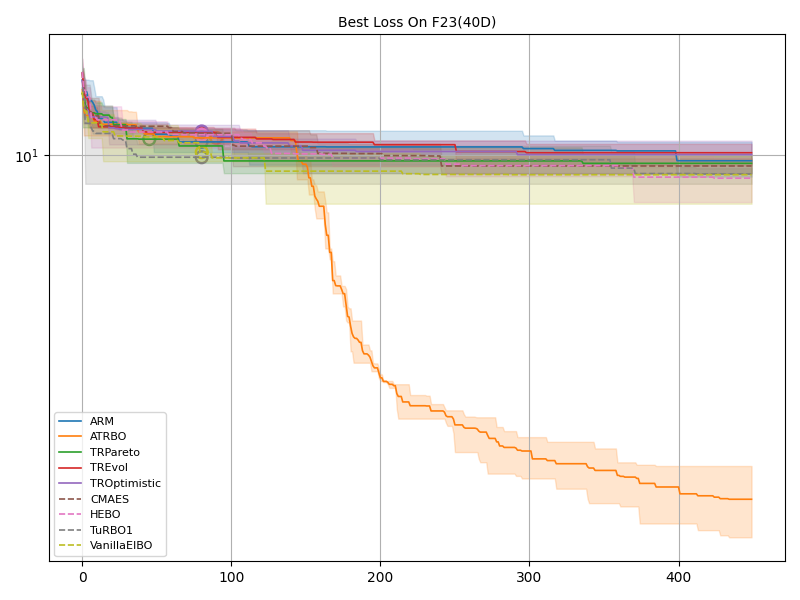 Best Loss On F23(40D)
10¹
ARM
ATRBO
TRPareto
TREvol
TROptimistic
CMAES
HEBO
TuRBO1
VanillaEIBO
0 100 200 300 400